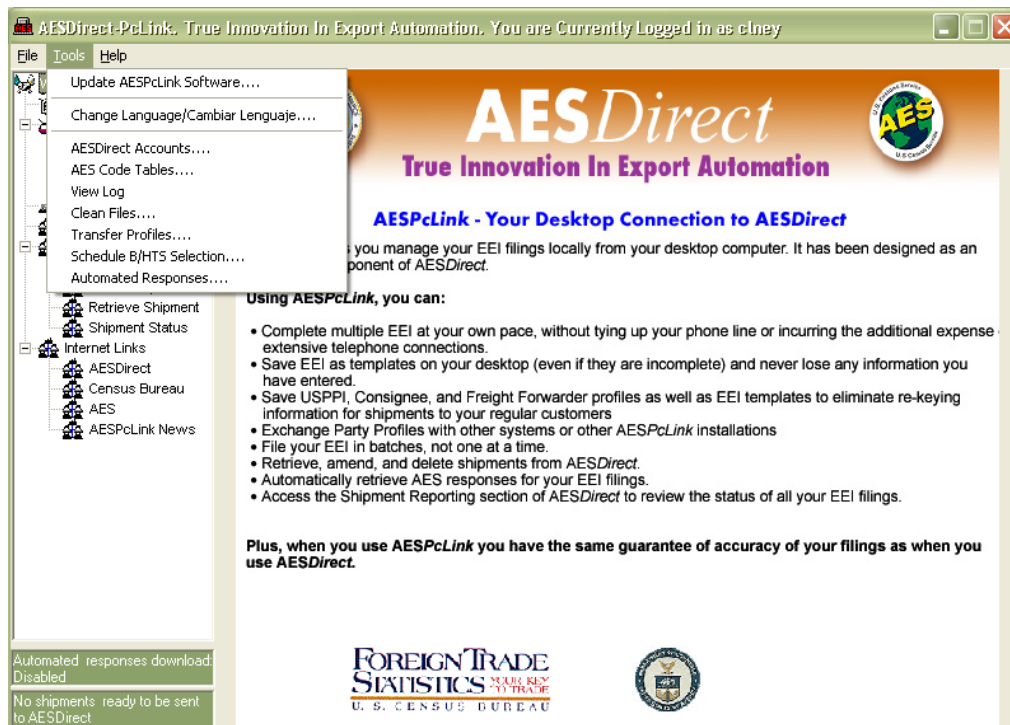 AESDirect-PcLink. True Innovation In Export Automation. You are Currently Logged in as clney
File Tools Help
Update AESPcLink Software....
Change Language/Cambiar Lenguaje....
AESDirect Accounts....
AES Code Tables....
View Log
Clean Files....
Transfer Profiles....
Schedule B/HTS Selection....
Automated Responses....
Retrieve Shipment
Shipment Status
Internet Links
AESDirect
Census Bureau
AES
AESPcLink News
Automated responses download:
Disabled
No shipments ready to be sent
to AESDirect
AESDirect
U.S. Customs Service
AES
U.S. Census Bureau
True Innovation In Export Automation
AESPcLink - Your Desktop Connection to AESDirect
you manage your EEI filings locally from your desktop computer. It has been designed as an
ponent of AESDirect.
Using AESPcLink, you can:
• Complete multiple EEI at your own pace, without tying up your phone line or incurring the additional expense
extensive telephone connections.
• Save EEI as templates on your desktop (even if they are incomplete) and never lose any information you
have entered.
• Save USPPI, Consignee, and Freight Forwarder profiles as well as EEI templates to eliminate re-keying
information for shipments to your regular customers
• Exchange Party Profiles with other systems or other AESPcLink installations
• File your EEI in batches, not one at a time.
• Retrieve, amend, and delete shipments from AESDirect.
• Automatically retrieve AES responses for your EEI filings.
• Access the Shipment Reporting section of AESDirect to review the status of all your EEI filings.
Plus, when you use AESPcLink you have the same guarantee of accuracy of your filings as when you
use AESDirect.
FOREIGN TRADE
STATISTICS YOUR KEY TO TRADE
U. S. CENSUS BUREAU